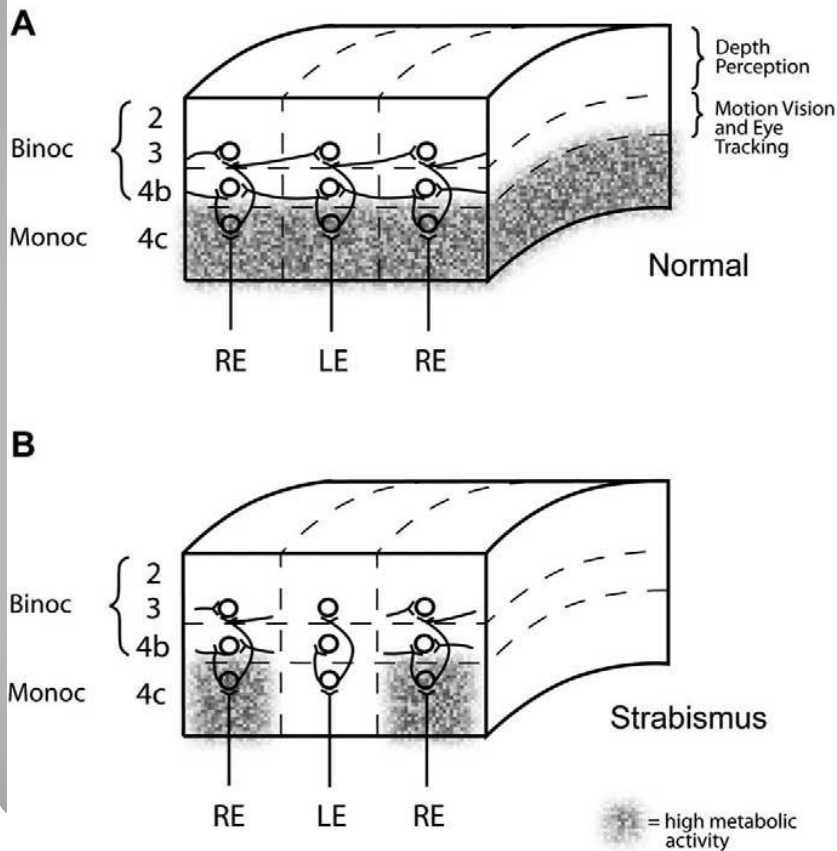 A
Depth
Perception
Motion Vision
and Eye
Tracking
2
Binoc 3
4b
Monoc 4c
Normal
RE LE RE
B
2
Binoc 3
4b
Monoc 4c
Strabismus
RE LE RE
= high metabolic
activity